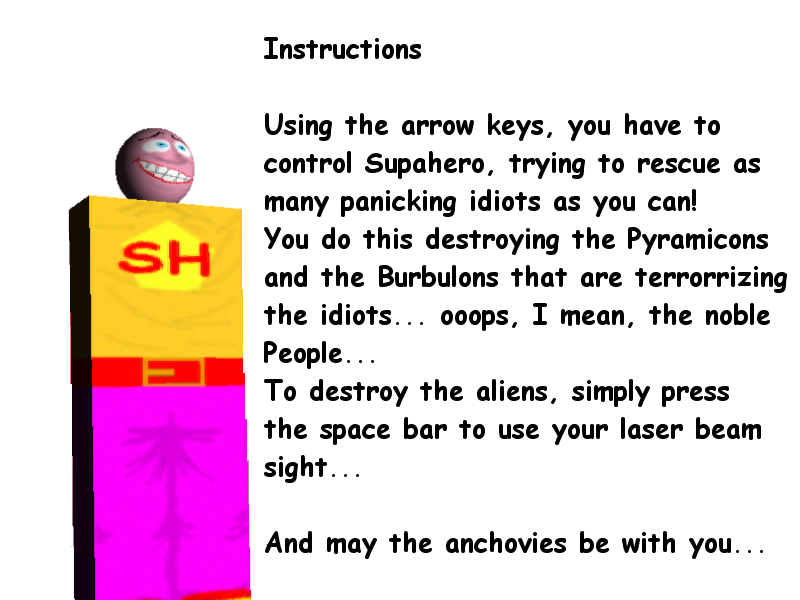 Instructions
Using the arrow keys, you have to
control Supahero, trying to rescue as
many panicking idiots as you can!
You do this destroying the Pyramicons
and the Burbulons that are terrorrizing
the idiots... ooops, I mean, the noble
People...
To destroy the aliens, simply press
the space bar to use your laser beam
sight...
And may the anchovies be with you...
SH